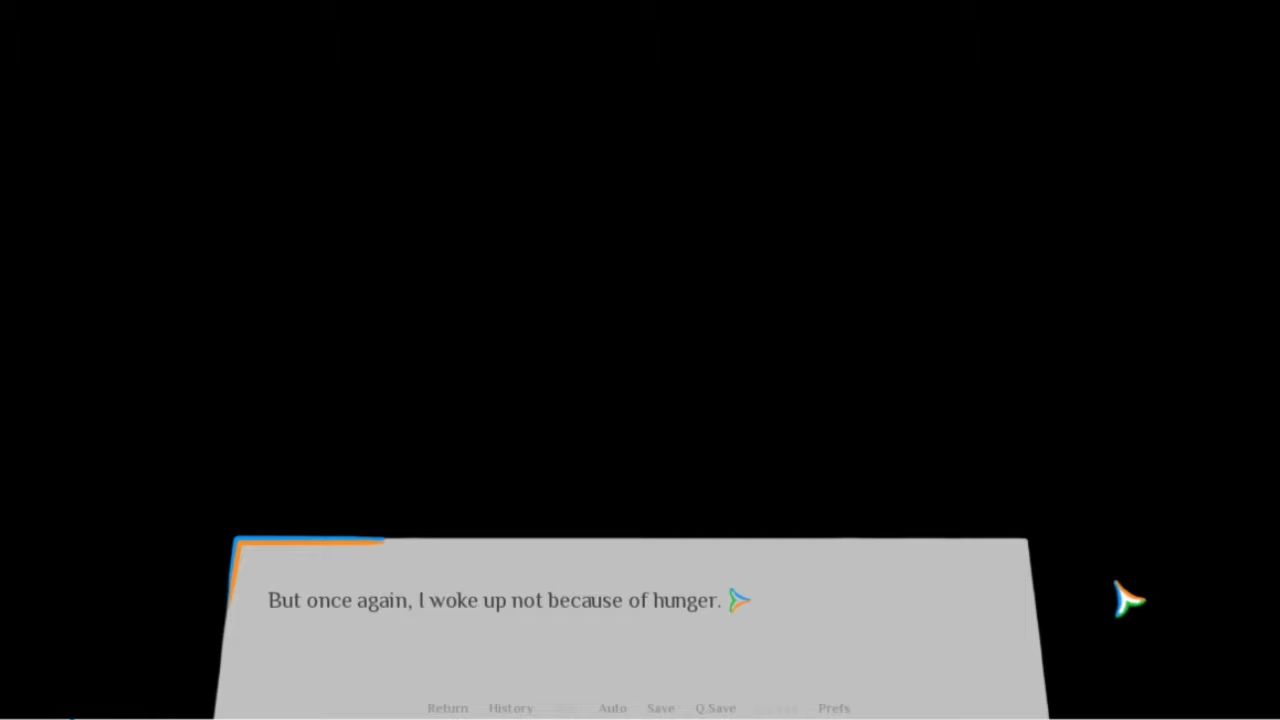 But once again, I woke up not because of hunger.
Return History Auto Save Q.Save Prefs